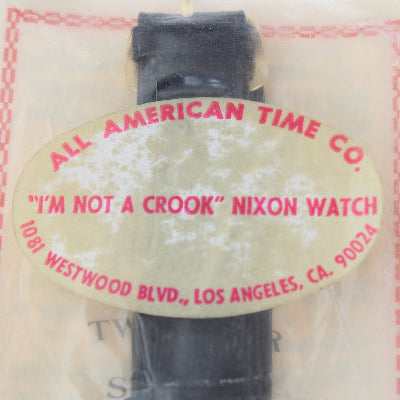 ALL AMERICAN TIME CO.
"I'M NOT A CROOK" NIXON WATCH
1081 WESTWOOD BLVD., LOS ANGELES, CA. 90024